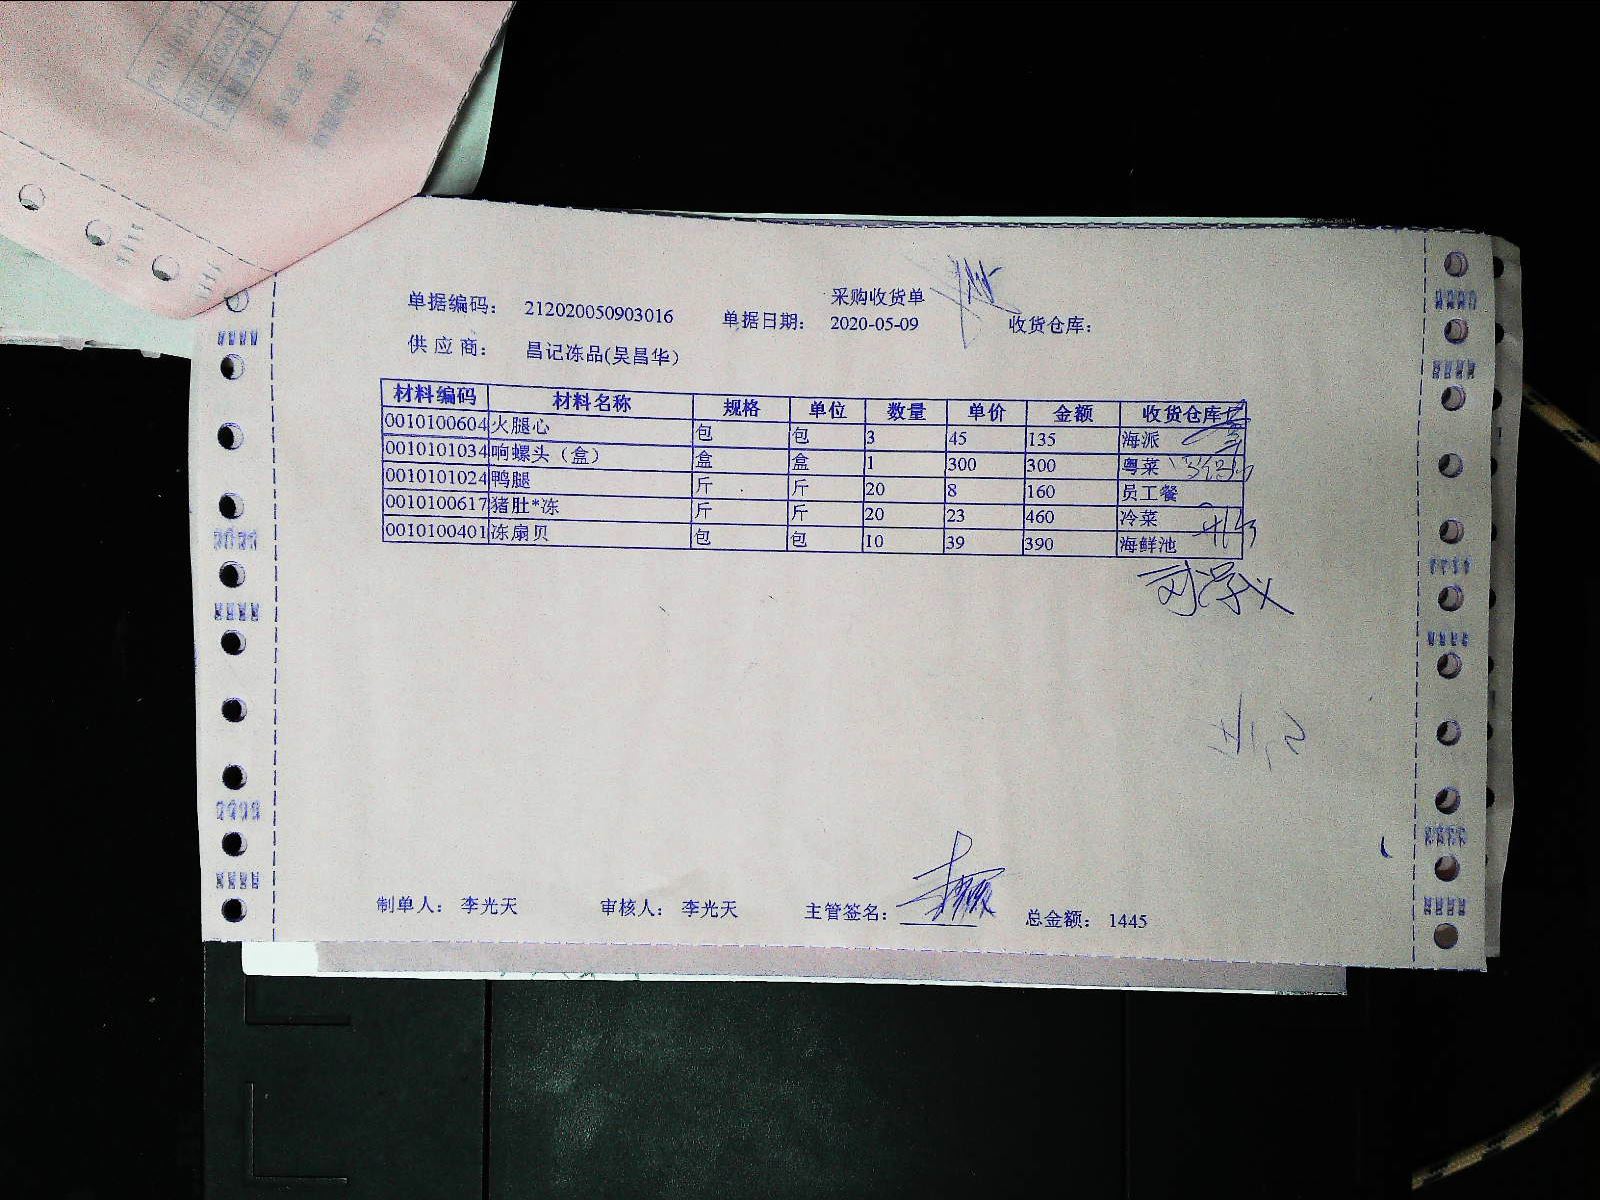 采购收货单
单据编码： 212020050903016 单据日期： 2020-05-09 收货仓库：
供 应 商： 昌记冻品(吴昌华）
材料编码 材料名称 规格 单位 数量 单价 金额 收货仓库
0010100604 火腿心 包 包 3 45 135 海派
0010101034 响螺头（盒） 盒 盒 1 300 300 粤菜
0010101024 鸭腿 斤 斤 20 8 160 员工餐
0010100617 猪肚*冻 斤 斤 20 23 460 冷菜
0010100401 冻扇贝 包 包 10 39 390 海鲜池
制单人： 李光天 审核人： 李光天 主管签名： 总金额： 1445